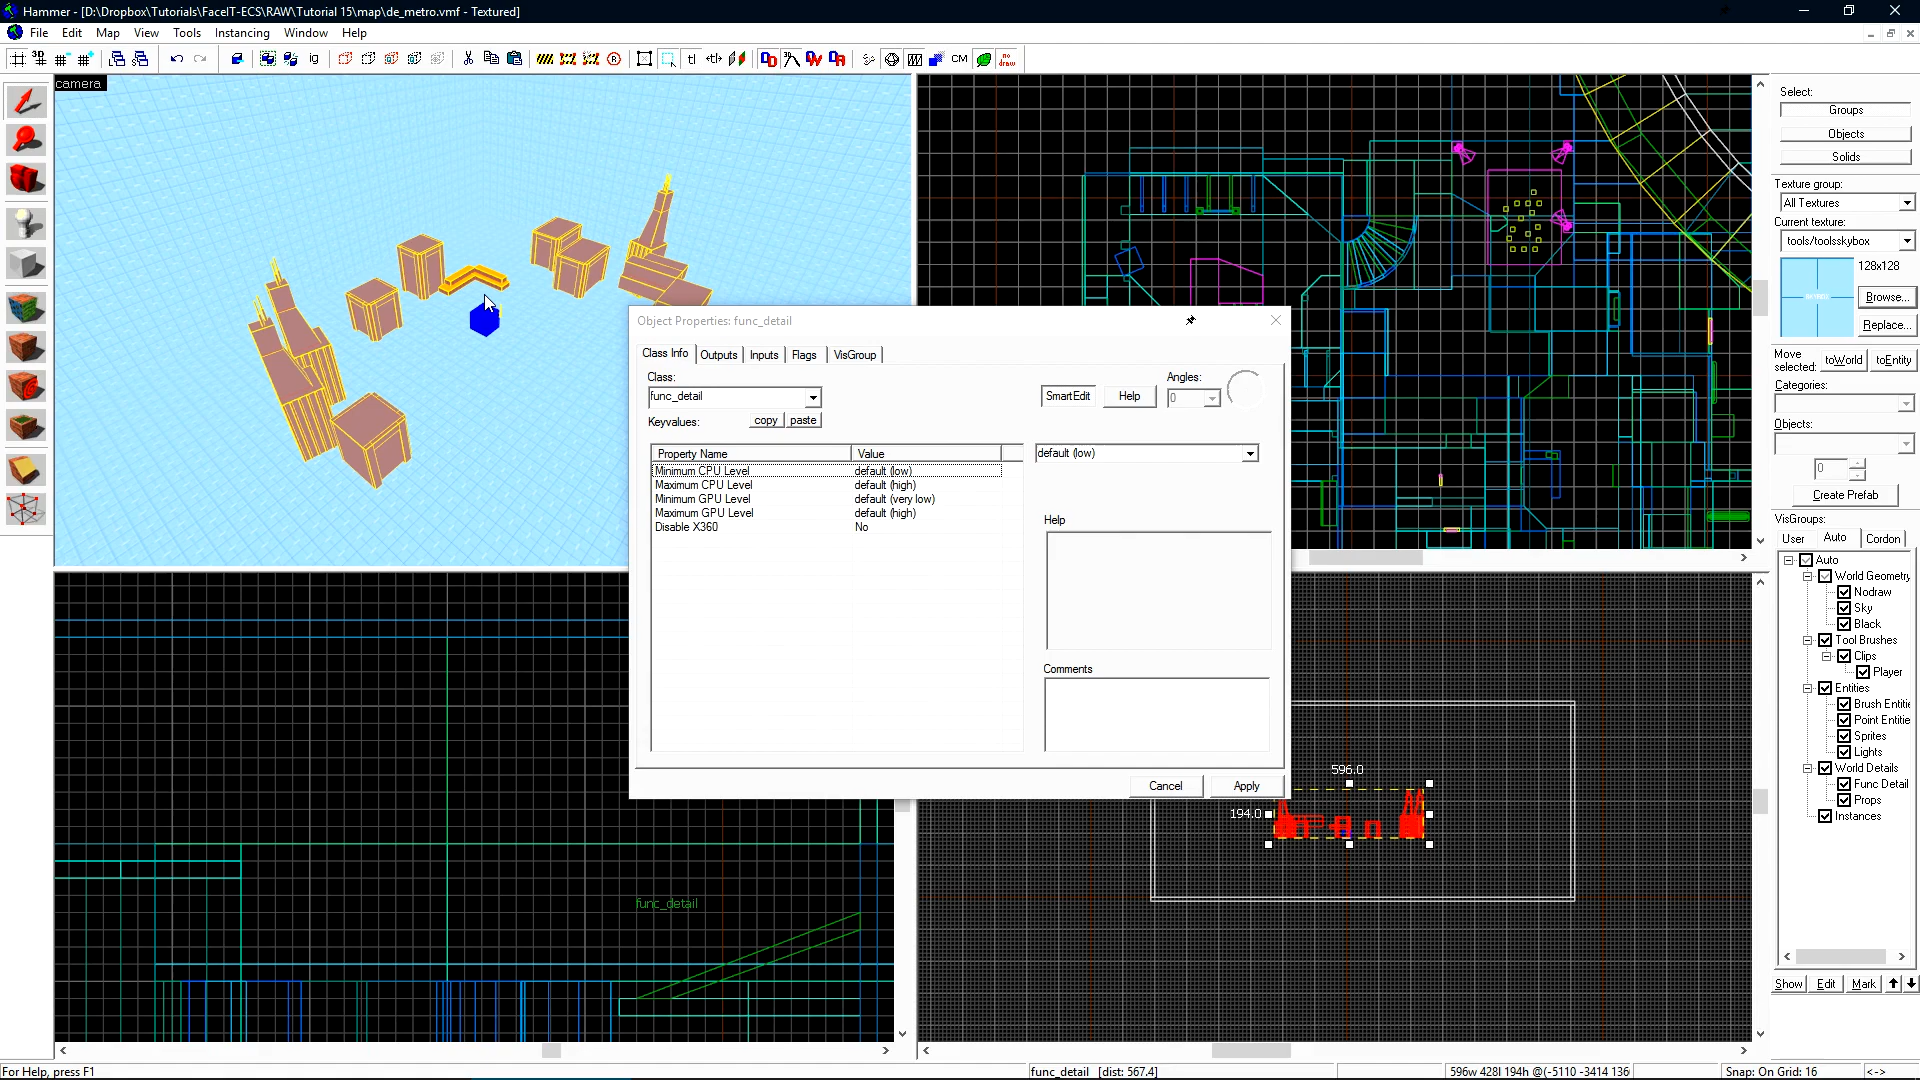 Hammer - [D:\Dropbox\Tutorials\FaceIT-ECS\RAW\Tutorial 15\map\de_metro.vmf - Textured]
File Edit Map View Tools Instancing Window Help
3D
ig
tl
+tl+
CM
no draw
camera
Select:
Groups
Objects
Solids
Texture group:
All Textures
Current texture:
tools/toolsskybox
128x128
Browse...
Replace...
Move selected:
toWorld
toEntity
Categories:
Objects:
0
Create Prefab
VisGroups:
User Auto Cordon
Auto
World Geometry
Nodraw
Sky
Black
Tool Brushes
Clips
Player
Entities
Brush Entitie
Point Entitie
Sprites
Lights
World Details
Func Detail
Props
Instances
Show Edit Mark
Object Properties: func_detail
Class Info Outputs Inputs Flags VisGroup
Class:
func_detail
SmartEdit
Help
Angles:
0
Keyvalues:
copy
paste
Property Name Value
Minimum CPU Level default (low)
Maximum CPU Level default (high)
Minimum GPU Level default (very low)
Maximum GPU Level default (high)
Disable X360 No
default (low)
Help
Comments
Cancel
Apply
func_detail
596.0
194.0
For Help, press F1
func_detail [dist: 567.4]
596w 428l 194h @(-5110 -3414 136
Snap: On Grid: 16
<->